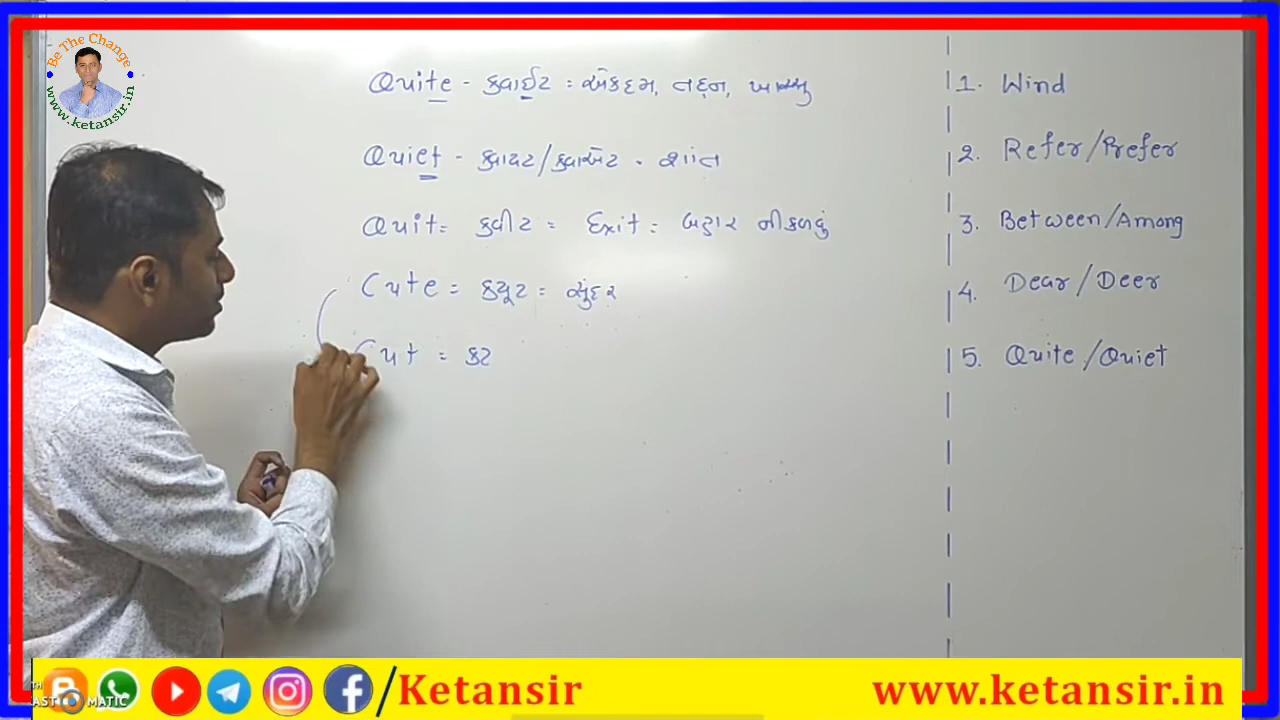 Be The Change
www.ketansir.in
Quite - ક્વાઈટ = એકદમ, તદ્દન,
Quiet - ક્વાયટ/ક્વાએટ = શાંત
Quit = ક્વીટ = Exit = બહાર નીકળવું
Cute = ક્યૂટ = સુંદર
Cut = કટ
1. Wind
2. Refer/Prefer
3. Between/Among
4. Dear/Deer
5. Quite/Quiet
/Ketansir
www.ketansir.in